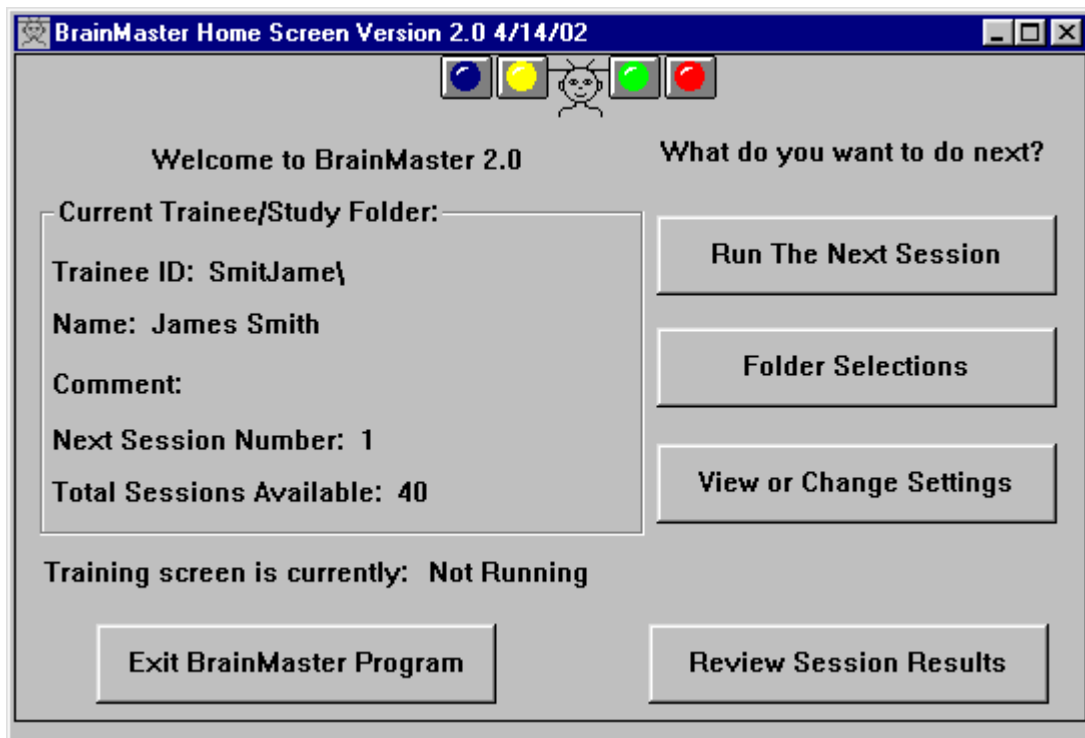 BrainMaster Home Screen Version 2.0 4/14/02
Welcome to BrainMaster 2.0
Current Trainee/Study Folder:
Trainee ID: SmitJame\
Name: James Smith
Comment:
Next Session Number: 1
Total Sessions Available: 40
Training screen is currently: Not Running
Exit BrainMaster Program
What do you want to do next?
Run The Next Session
Folder Selections
View or Change Settings
Review Session Results